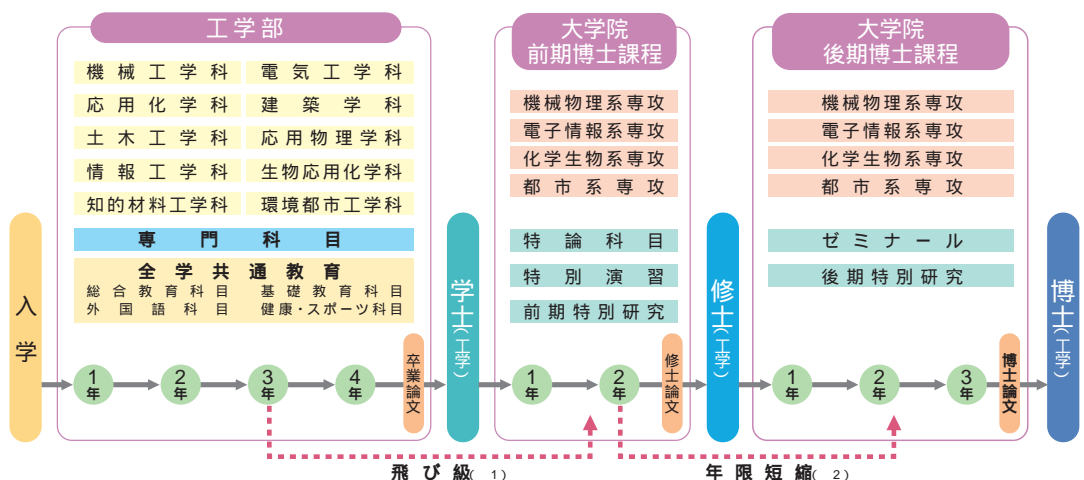 入学
工学部
機械工学科 電気工学科
応用化学科 建築学科
土木工学科 応用物理学科
情報工学科 生物応用化学科
知的材料工学科 環境都市工学科
専門科目
全学共通教育
総合教育科目 基礎教育科目
外国語科目 健康・スポーツ科目
1年
2年
3年
4年
卒業論文
学士(工学)
大学院
前期博士課程
機械物理系専攻
電子情報系専攻
化学生物系専攻
都市系専攻
特論科目
特別演習
前期特別研究
1年
2年
修士論文
修士(工学)
大学院
後期博士課程
機械物理系専攻
電子情報系専攻
化学生物系専攻
都市系専攻
ゼミナール
後期特別研究
1年
2年
3年
博士論文
博士(工学)
飛び級( 1)
年限短縮( 2)